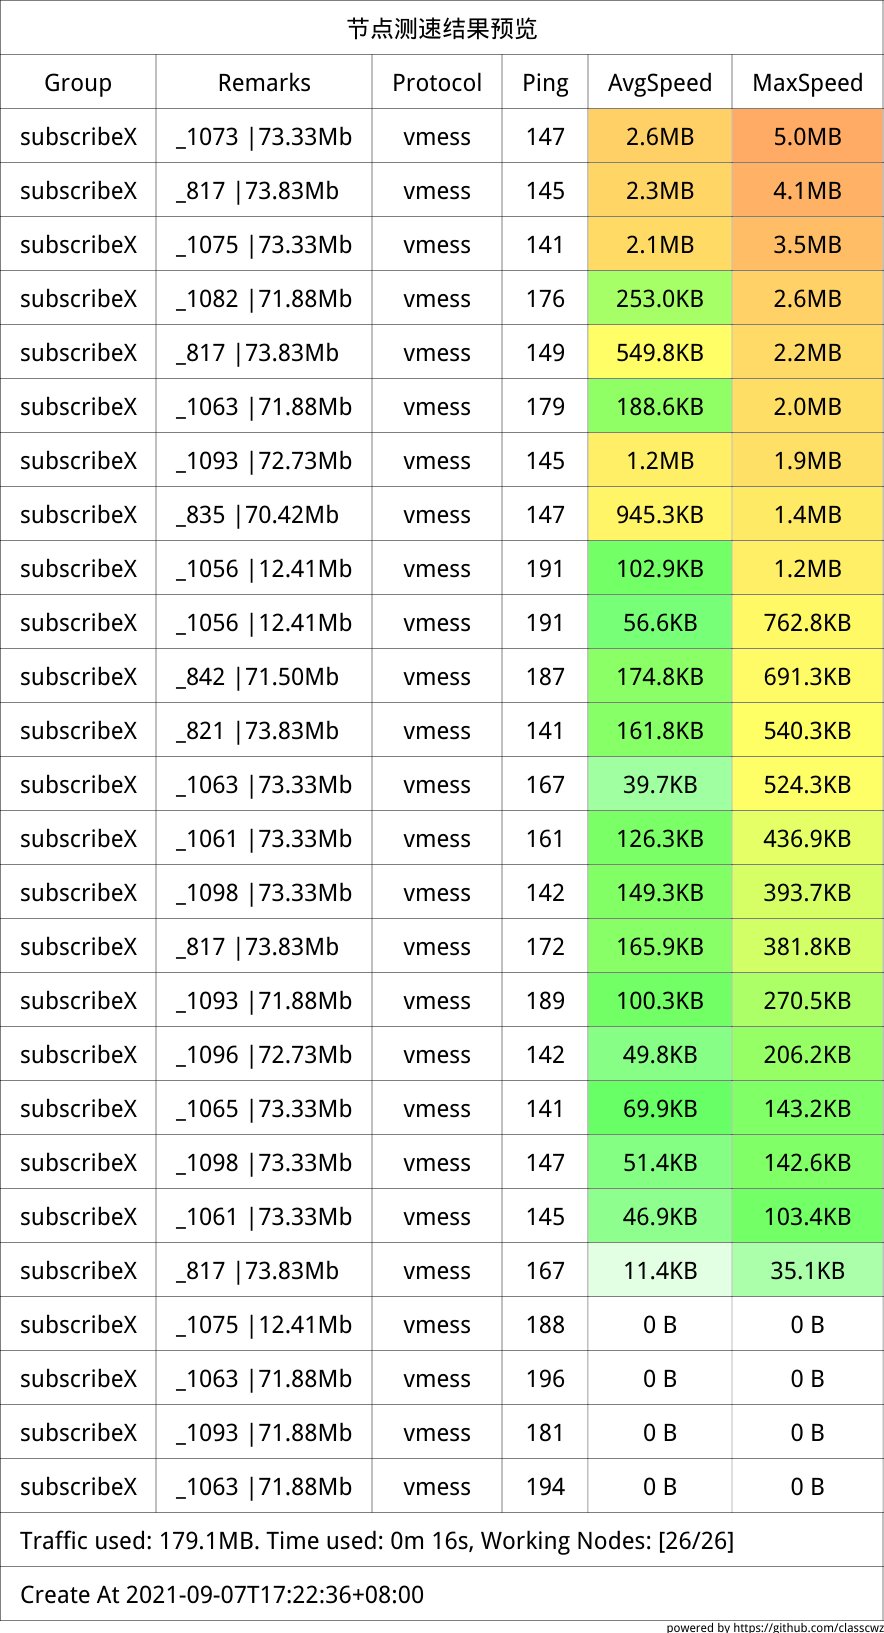 节点测速结果预览
Group Remarks Protocol Ping AvgSpeed MaxSpeed
subscribeX _1073 |73.33Mb vmess 147 2.6MB 5.0MB
subscribeX _817 |73.83Mb vmess 145 2.3MB 4.1MB
subscribeX _1075 |73.33Mb vmess 141 2.1MB 3.5MB
subscribeX _1082 |71.88Mb vmess 176 253.0KB 2.6MB
subscribeX _817 |73.83Mb vmess 149 549.8KB 2.2MB
subscribeX _1063 |71.88Mb vmess 179 188.6KB 2.0MB
subscribeX _1093 |72.73Mb vmess 145 1.2MB 1.9MB
subscribeX _835 |70.42Mb vmess 147 945.3KB 1.4MB
subscribeX _1056 |12.41Mb vmess 191 102.9KB 1.2MB
subscribeX _1056 |12.41Mb vmess 191 56.6KB 762.8KB
subscribeX _842 |71.50Mb vmess 187 174.8KB 691.3KB
subscribeX _821 |73.83Mb vmess 141 161.8KB 540.3KB
subscribeX _1063 |73.33Mb vmess 167 39.7KB 524.3KB
subscribeX _1061 |73.33Mb vmess 161 126.3KB 436.9KB
subscribeX _1098 |73.33Mb vmess 142 149.3KB 393.7KB
subscribeX _817 |73.83Mb vmess 172 165.9KB 381.8KB
subscribeX _1093 |71.88Mb vmess 189 100.3KB 270.5KB
subscribeX _1096 |72.73Mb vmess 142 49.8KB 206.2KB
subscribeX _1065 |73.33Mb vmess 141 69.9KB 143.2KB
subscribeX _1098 |73.33Mb vmess 147 51.4KB 142.6KB
subscribeX _1061 |73.33Mb vmess 145 46.9KB 103.4KB
subscribeX _817 |73.83Mb vmess 167 11.4KB 35.1KB
subscribeX _1075 |12.41Mb vmess 188 0 B 0 B
subscribeX _1063 |71.88Mb vmess 196 0 B 0 B
subscribeX _1093 |71.88Mb vmess 181 0 B 0 B
subscribeX _1063 |71.88Mb vmess 194 0 B 0 B
Traffic used: 179.1MB. Time used: 0m 16s, Working Nodes: [26/26]
Create At 2021-09-07T17:22:36+08:00
powered by https://github.com/classcwz